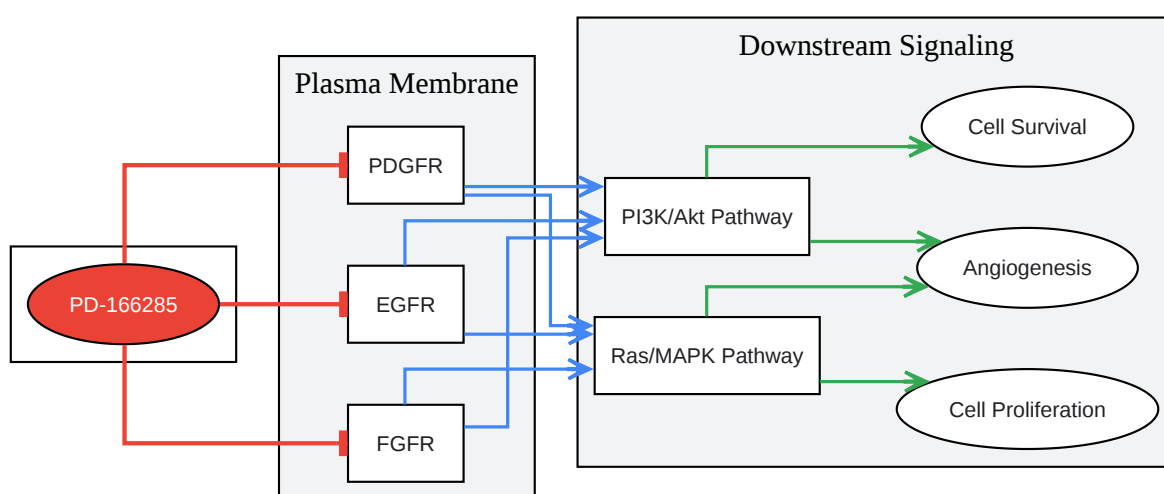 Downstream Signaling
Plasma Membrane
Cell Survival
PDGFR
PI3K/Akt Pathway
Angiogenesis
PD-166285
EGFR
Ras/MAPK Pathway
Cell Proliferation
FGFR